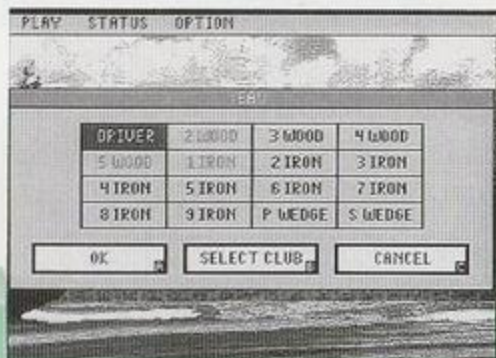 PLAY STATUS OPTION
DRIVER 2 WOOD 3 WOOD 4 WOOD
5 WOOD 1 IRON 2 IRON 3 IRON
4 IRON 5 IRON 6 IRON 7 IRON
8 IRON 9 IRON P WEDGE S WEDGE
OK SELECT CLUB CANCEL